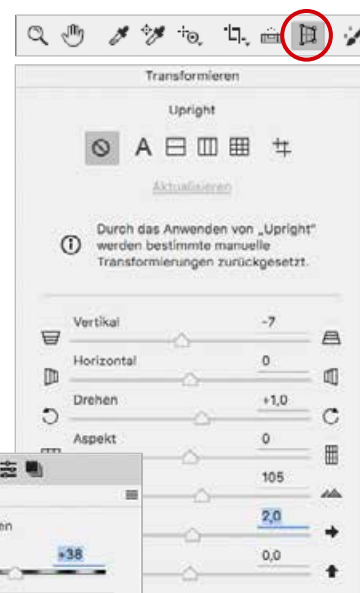 Transformieren
Upright
A
Aktualisieren
Durch das Anwenden von „Upright“
werden bestimmte manuelle
Transformierungen zurückgesetzt.
Vertikal -7
Horizontal 0
Drehen +1,0
Aspekt 0
105
en
2,0
+38
0,0